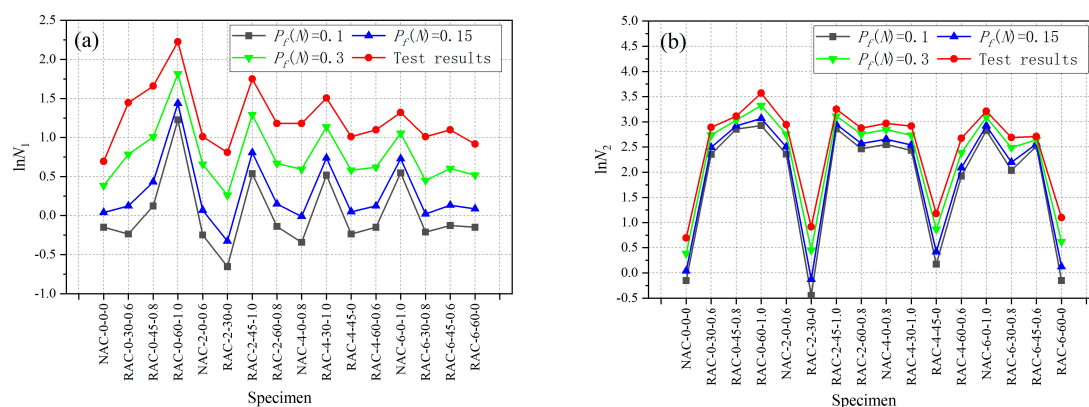 (a)
P_f(N)=0.1
P_f(N)=0.15
P_f(N)=0.3
Test results
2.5
2.0
1.5
1.0
0.5
0.0
-0.5
-1.0
lnN1
NAC-0-0-0
RAC-0-30-0.6
RAC-0-45-0.8
RAC-0-60-1.0
NAC-2-0-0.6
RAC-2-30-0
RAC-2-45-1.0
RAC-2-60-0.8
NAC-4-0-0.8
RAC-4-30-1.0
RAC-4-45-0
RAC-4-60-0.6
NAC-6-0-1.0
RAC-6-30-0.8
RAC-6-45-0.6
RAC-6-60-0
Specimen
(b)
P_f(N)=0.1
P_f(N)=0.15
P_f(N)=0.3
Test results
5.0
4.5
4.0
3.5
3.0
2.5
2.0
1.5
1.0
0.5
0.0
-0.5
lnN2
NAC-0-0-0
RAC-0-30-0.6
RAC-0-45-0.8
RAC-0-60-1.0
NAC-2-0-0.6
RAC-2-30-0
RAC-2-45-1.0
RAC-2-60-0.8
NAC-4-0-0.8
RAC-4-30-1.0
RAC-4-45-0
RAC-4-60-0.6
NAC-6-0-1.0
RAC-6-30-0.8
RAC-6-45-0.6
RAC-6-60-0
Specimen